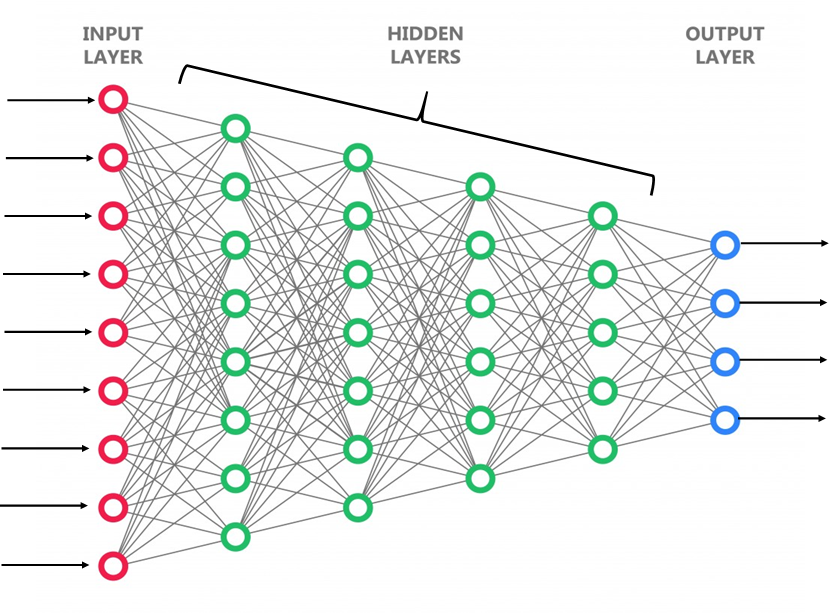 INPUT
LAYER
HIDDEN
LAYERS
OUTPUT
LAYER